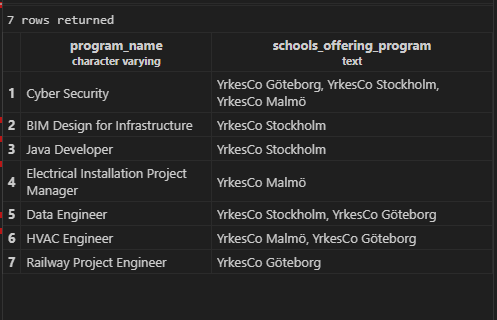 7 rows returned
program_name schools_offering_program
character varying text
1 Cyber Security YrkesCo Göteborg, YrkesCo Stockholm,
YrkesCo Malmö
2 BIM Design for Infrastructure YrkesCo Stockholm
3 Java Developer YrkesCo Stockholm
4 Electrical Installation Project
Manager YrkesCo Malmö
5 Data Engineer YrkesCo Stockholm, YrkesCo Göteborg
6 HVAC Engineer YrkesCo Malmö, YrkesCo Göteborg
7 Railway Project Engineer YrkesCo Göteborg